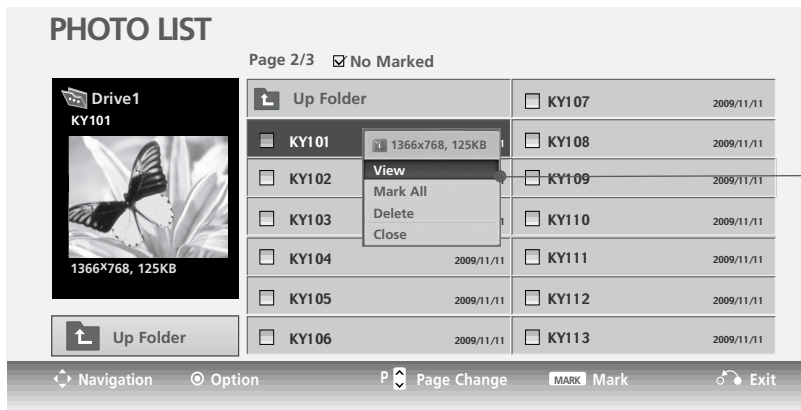 PHOTO LIST
Page 2/3 No Marked
Drive1
KY101
1366x768, 125KB
Up Folder
Up Folder
KY101
KY102
KY103
KY104 2009/11/11
KY105 2009/11/11
KY106 2009/11/11
1366x768, 125KB
View
Mark All
Delete
Close
KY107 2009/11/11
KY108 2009/11/11
KY109 2009/11/11
KY110 2009/11/11
KY111 2009/11/11
KY112 2009/11/11
KY113 2009/11/11
Navigation Option P Page Change MARK Mark Exit